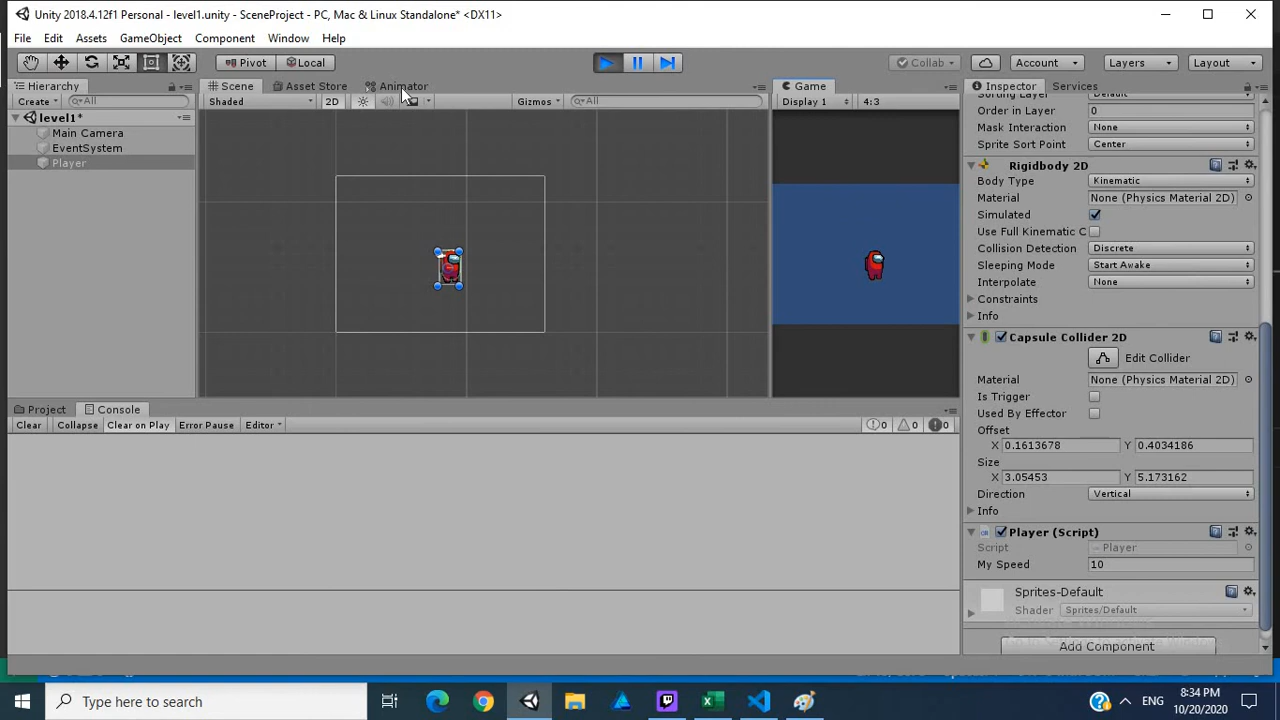 Unity 2018.4.12f1 Personal - level1.unity - SceneProject - PC, Mac & Linux Standalone* <DX11>
File Edit Assets GameObject Component Window Help
Pivot Local Collab Account Layers Layout
Hierarchy Scene Asset Store Animator Game Inspector Services
Create All Shaded 2D Gizmos All Display 1 4:3
level1*
Main Camera
EventSystem
Player
Sorting Layer Default
Order in Layer 0
Mask Interaction None
Sprite Sort Point Center
Rigidbody 2D
Body Type Kinematic
Material None (Physics Material 2D)
Simulated
Use Full Kinematic C
Collision Detection Discrete
Sleeping Mode Start Awake
Interpolate None
Constraints
Info
Capsule Collider 2D
Edit Collider
Material None (Physics Material 2D)
Is Trigger
Used By Effector
Offset
X 0.1613678 Y 0.4034186
Size
X 3.05453 Y 5.173162
Direction Vertical
Info
Player (Script)
Script Player
My Speed 10
Sprites-Default
Shader Sprites/Default
Add Component
Project Console
Clear Collapse Clear on Play Error Pause Editor 0 0 0
Type here to search
ENG
8:34 PM
10/20/2020